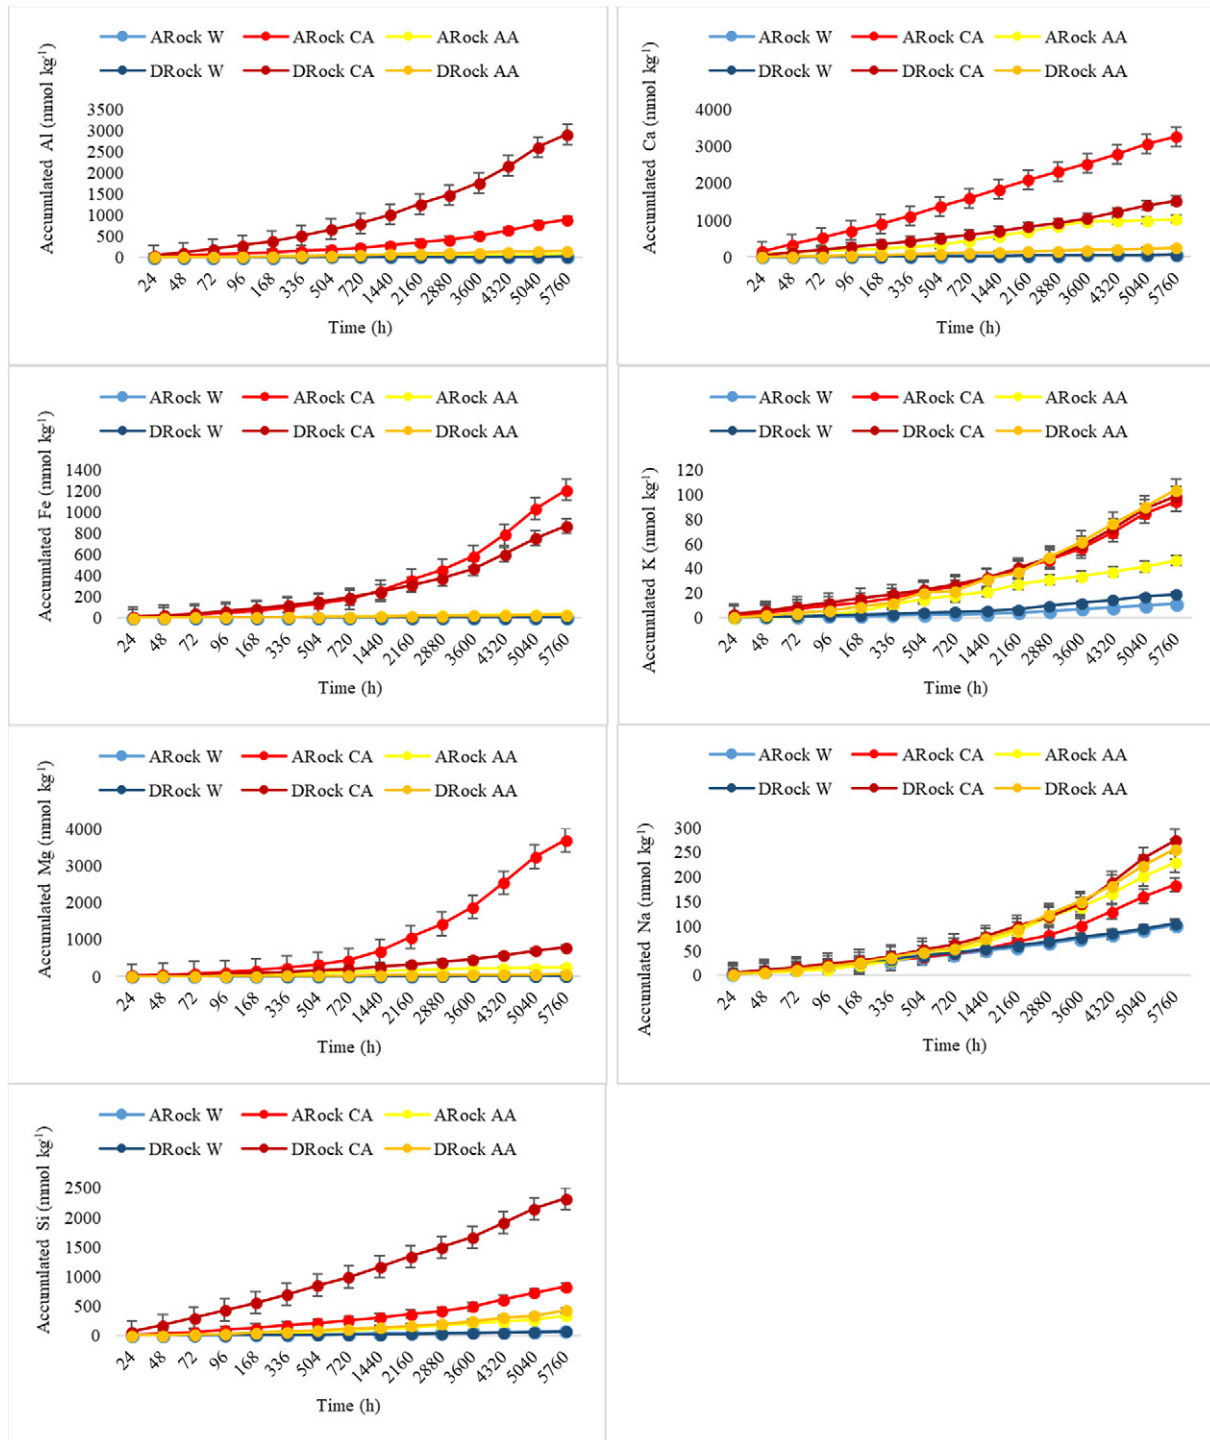 ARock W ARock CA ARock AA
DRock W DRock CA DRock AA
Accumulated Al (mmol kg⁻¹)
3500
3000
2500
2000
1500
1000
500
0
24 48 72 96 168 336 504 720 1440 2160 2880 3600 4320 5040 5760
Time (h)
ARock W ARock CA ARock AA
DRock W DRock CA DRock AA
Accumulated Ca (mmol kg⁻¹)
4000
3000
2000
1000
0
24 48 72 96 168 336 504 720 1440 2160 2880 3600 4320 5040 5760
Time (h)
ARock W ARock CA ARock AA
DRock W DRock CA DRock AA
Accumulated Fe (mmol kg⁻¹)
1400
1200
1000
800
600
400
200
0
24 48 72 96 168 336 504 720 1440 2160 2880 3600 4320 5040 5760
Time (h)
ARock W ARock CA ARock AA
DRock W DRock CA DRock AA
Accumulated K (mmol kg⁻¹)
120
100
80
60
40
20
0
24 48 72 96 168 336 504 720 1440 2160 2880 3600 4320 5040 5760
Time (h)
ARock W ARock CA ARock AA
DRock W DRock CA DRock AA
Accumulated Mg (mmol kg⁻¹)
4000
3000
2000
1000
0
24 48 72 96 168 336 504 720 1440 2160 2880 3600 4320 5040 5760
Time (h)
ARock W ARock CA ARock AA
DRock W DRock CA DRock AA
Accumulated Na (mmol kg⁻¹)
300
250
200
150
100
50
0
24 48 72 96 168 336 504 720 1440 2160 2880 3600 4320 5040 5760
Time (h)
ARock W ARock CA ARock AA
DRock W DRock CA DRock AA
Accumulated Si (mmol kg⁻¹)
2500
2000
1500
1000
500
0
24 48 72 96 168 336 504 720 1440 2160 2880 3600 4320 5040 5760
Time (h)